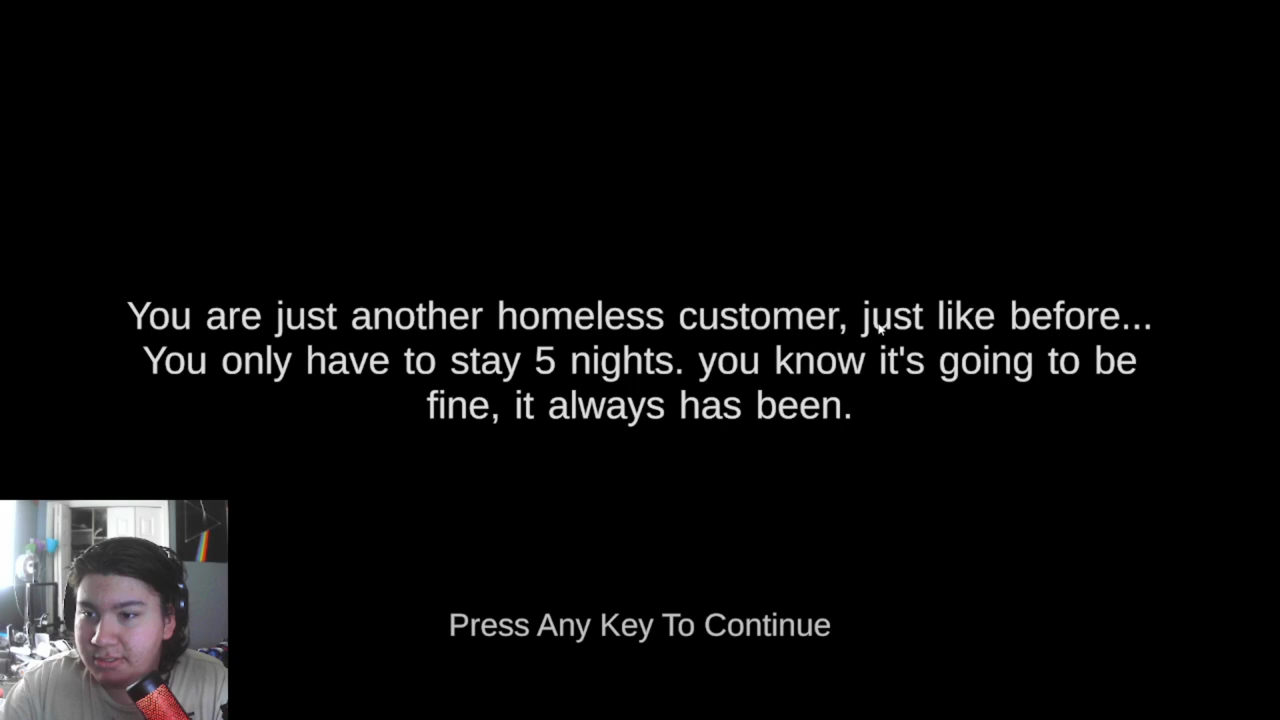 You are just another homeless customer, just like before...
You only have to stay 5 nights. you know it's going to be
fine, it always has been.
Press Any Key To Continue